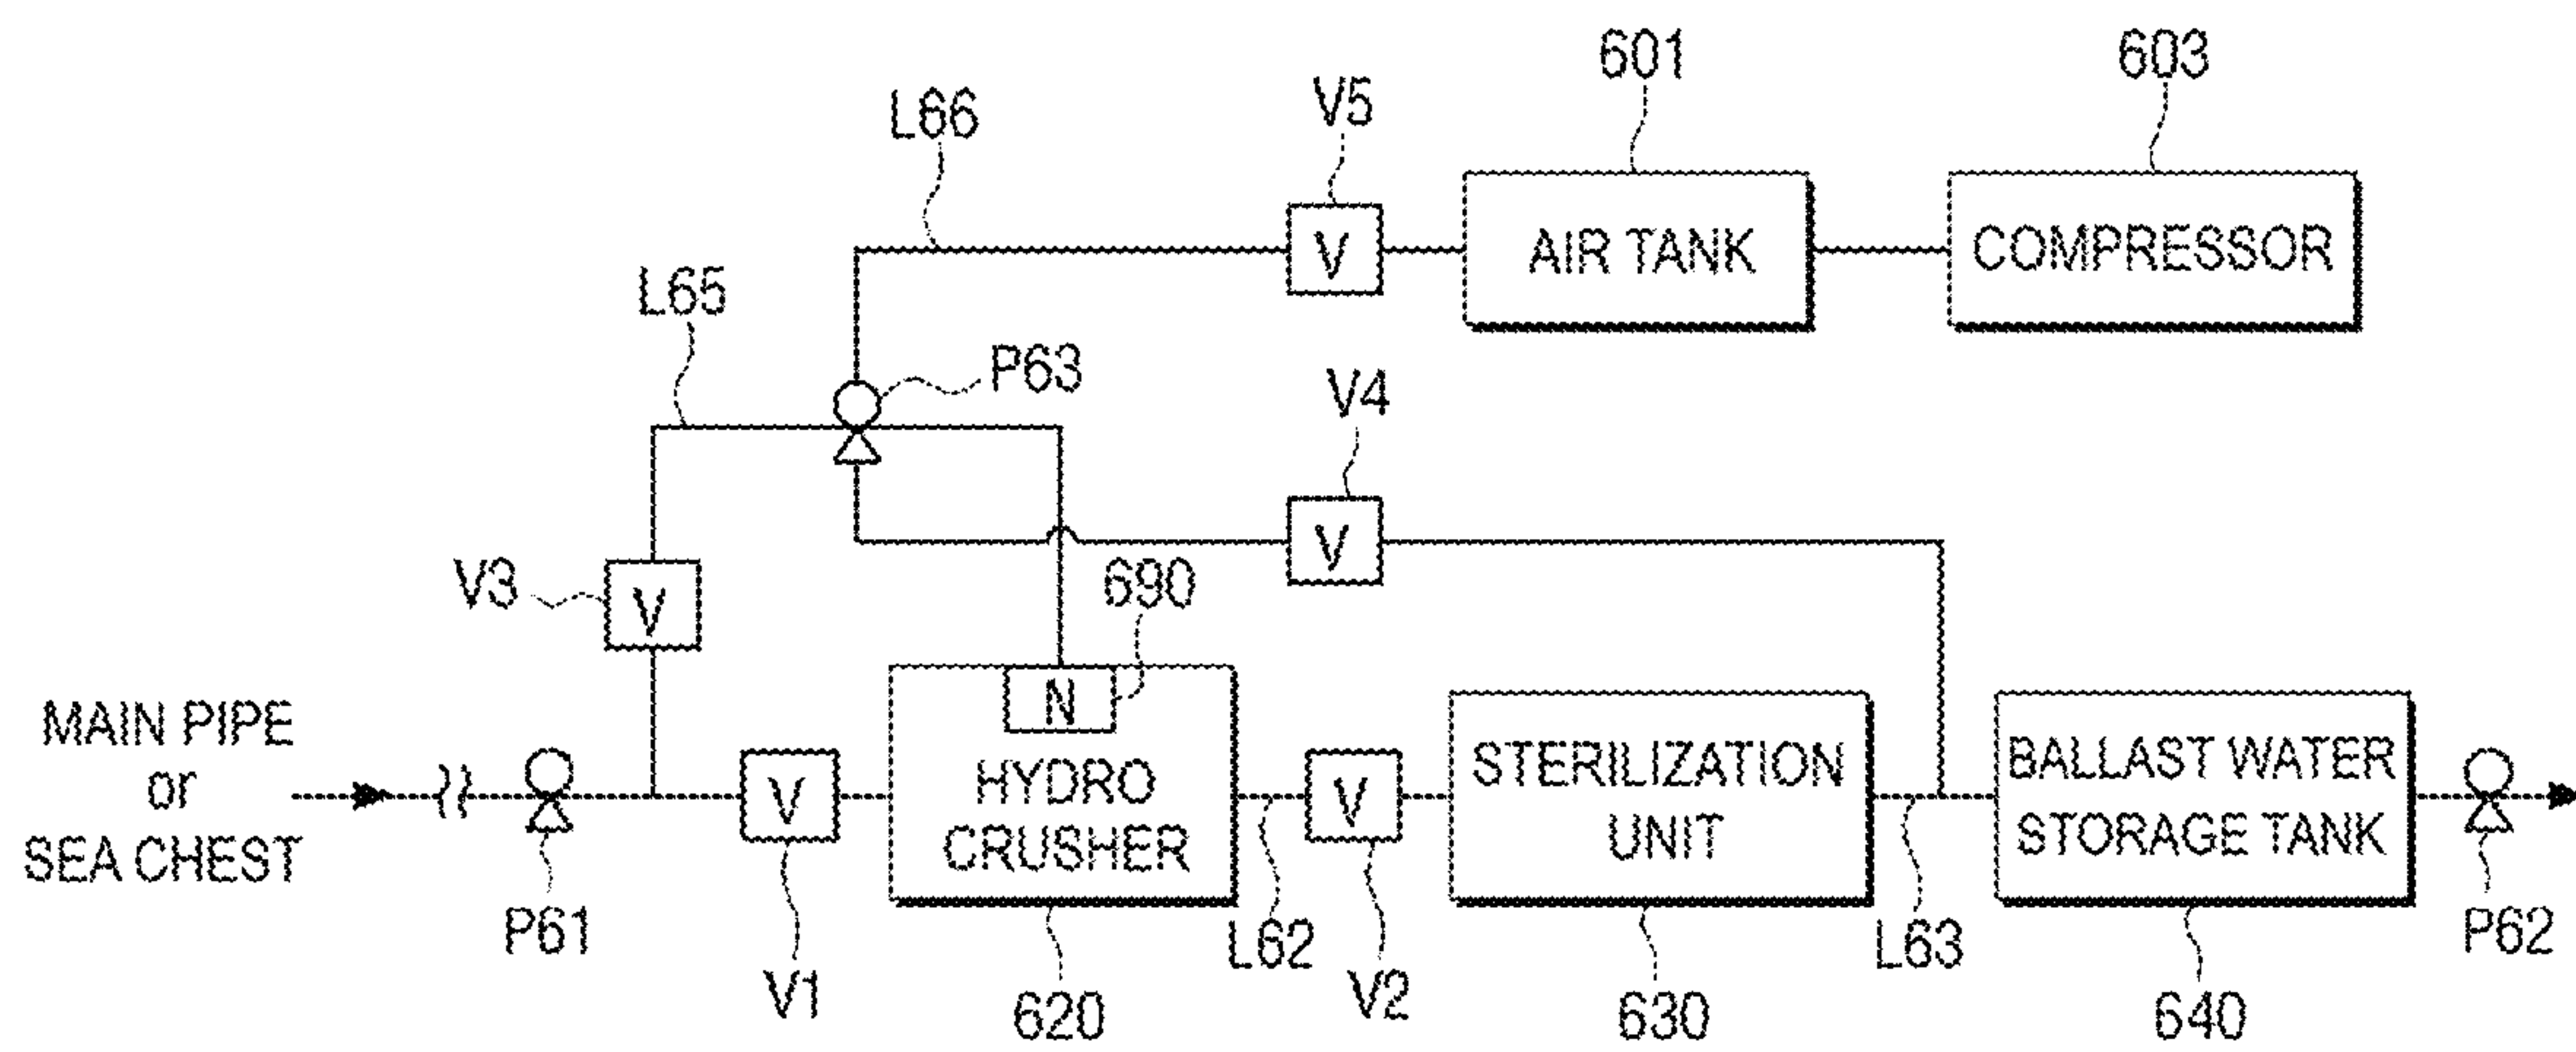 601
603
V5
L66
V
AIR TANK
COMPRESSOR
L65
P63
V4
V
V3
V
690
N
MAIN PIPE
or
SEA CHEST
V
HYDRO
CRUSHER
V
STERILIZATION
UNIT
BALLAST WATER
STORAGE TANK
P61
L62
L63
P62
V1
620
V2
630
640